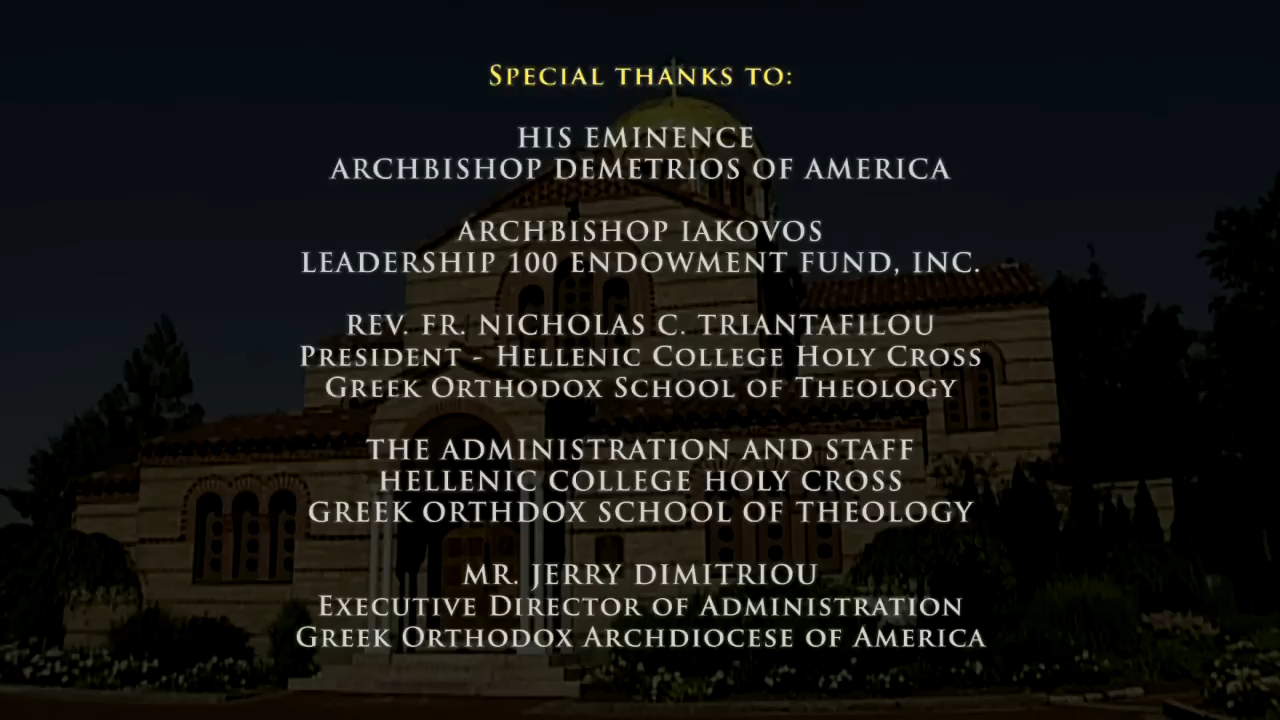 SPECIAL THANKS TO:
HIS EMINENCE
ARCHBISHOP DEMETRIOS OF AMERICA
ARCHBISHOP IAKOVOS
LEADERSHIP 100 ENDOWMENT FUND, INC.
REV. FR. NICHOLAS C. TRIANTAFILOU
PRESIDENT - HELLENIC COLLEGE HOLY CROSS
GREEK ORTHODOX SCHOOL OF THEOLOGY
THE ADMINISTRATION AND STAFF
HELLENIC COLLEGE HOLY CROSS
GREEK ORTHDOX SCHOOL OF THEOLOGY
MR. JERRY DIMITRIOU
EXECUTIVE DIRECTOR OF ADMINISTRATION
GREEK ORTHODOX ARCHDIOCESE OF AMERICA